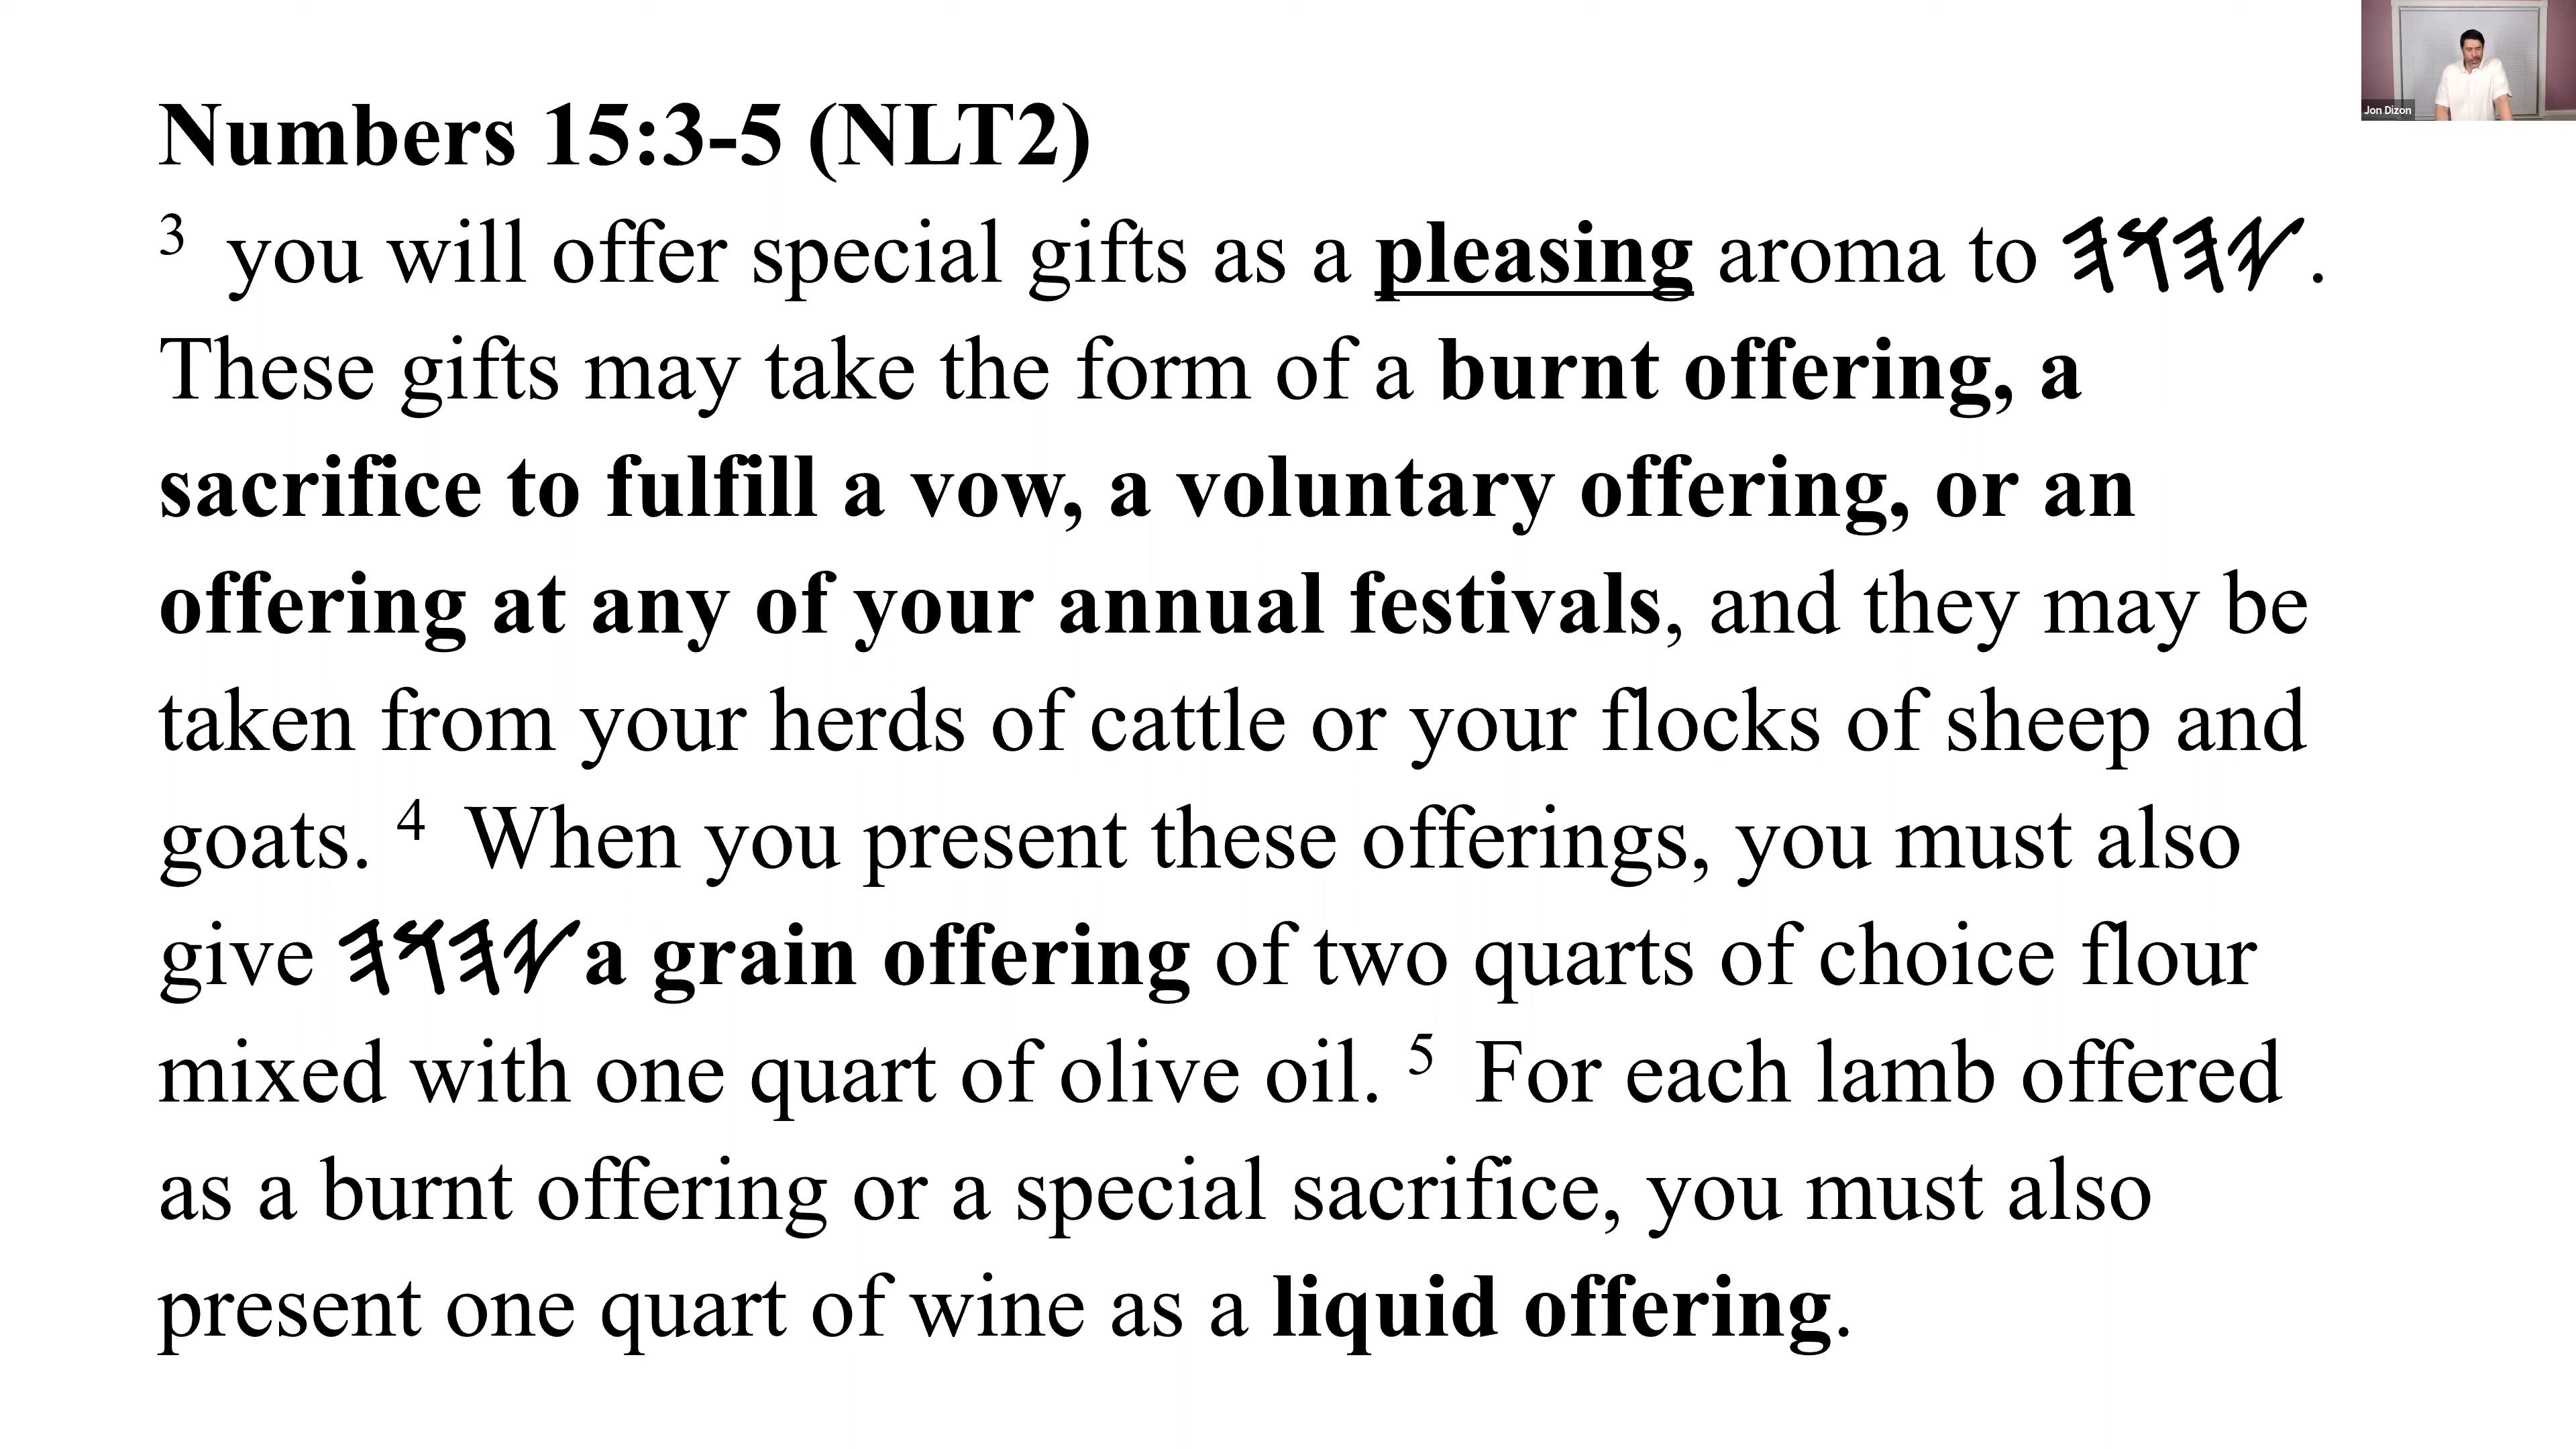 Jon Dizon
Numbers 15:3-5 (NLT2)
3 you will offer special gifts as a pleasing aroma to 𐤉𐤄𐤅𐤄.
These gifts may take the form of a burnt offering, a
sacrifice to fulfill a vow, a voluntary offering, or an
offering at any of your annual festivals, and they may be
taken from your herds of cattle or your flocks of sheep and
goats. 4 When you present these offerings, you must also
give 𐤉𐤄𐤅𐤄 a grain offering of two quarts of choice flour
mixed with one quart of olive oil. 5 For each lamb offered
as a burnt offering or a special sacrifice, you must also
present one quart of wine as a liquid offering.